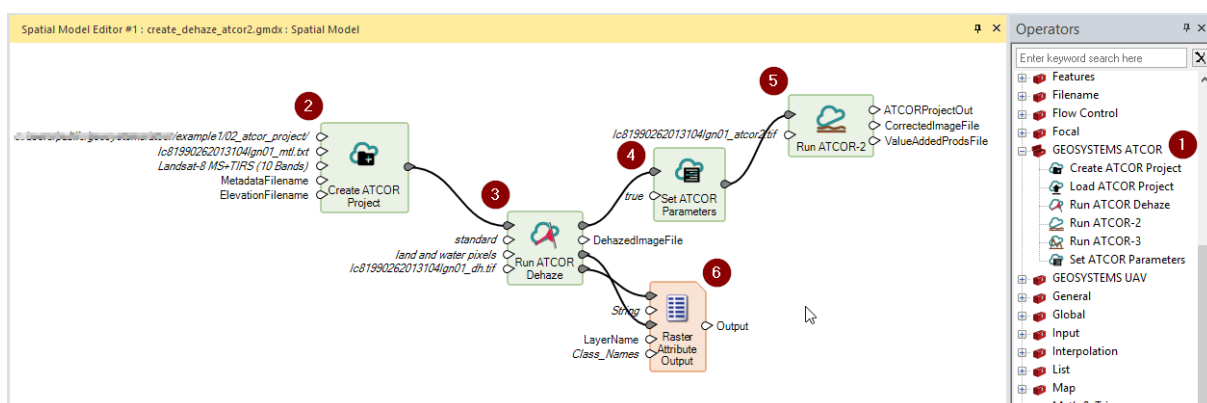 Spatial Model Editor #1 : create_dehaze_atcor2.gmdx : Spatial Model
2
/example1/02_atcor_project/
lc81990262013104lgn01_mtl.txt
Landsat-8 MS+TIRS (10 Bands)
MetadataFilename
ElevationFilename
Create ATCOR
Project
3
standard
land and water pixels
lc81990262013104lgn01_dh.tif
Run ATCOR
Dehaze
DehazedImageFile
4
true
Set ATCOR
Parameters
5
lc81990262013104lgn01_atcor2.tif
Run ATCOR-2
ATCORProjectOut
CorrectedImageFile
ValueAddedProdsFile
6
String
LayerName
Class_Names
Raster
Attribute
Output
Output
Operators
Enter keyword search here
Features
Filename
Flow Control
Focal
GEOSYSTEMS ATCOR
1
Create ATCOR Project
Load ATCOR Project
Run ATCOR Dehaze
Run ATCOR-2
Run ATCOR-3
Set ATCOR Parameters
GEOSYSTEMS UAV
General
Global
Input
Interpolation
List
Map